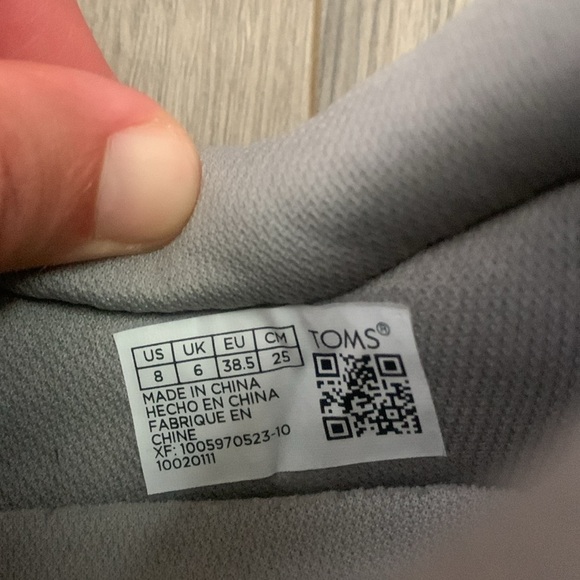 US UK EU CM
8 6 38.5 25
TOMS®
MADE IN CHINA
HECHO EN CHINA
FABRIQUE EN
CHINE
XF: 1005970523-10
10020111